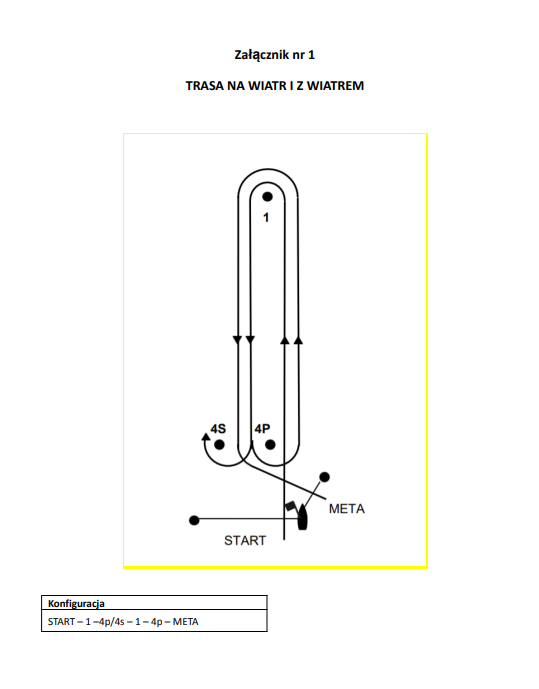 Załącznik nr 1
TRASA NA WIATR I Z WIATREM
1
4S 4P
META
START
Konfiguracja
START – 1 –4p/4s – 1 – 4p – META